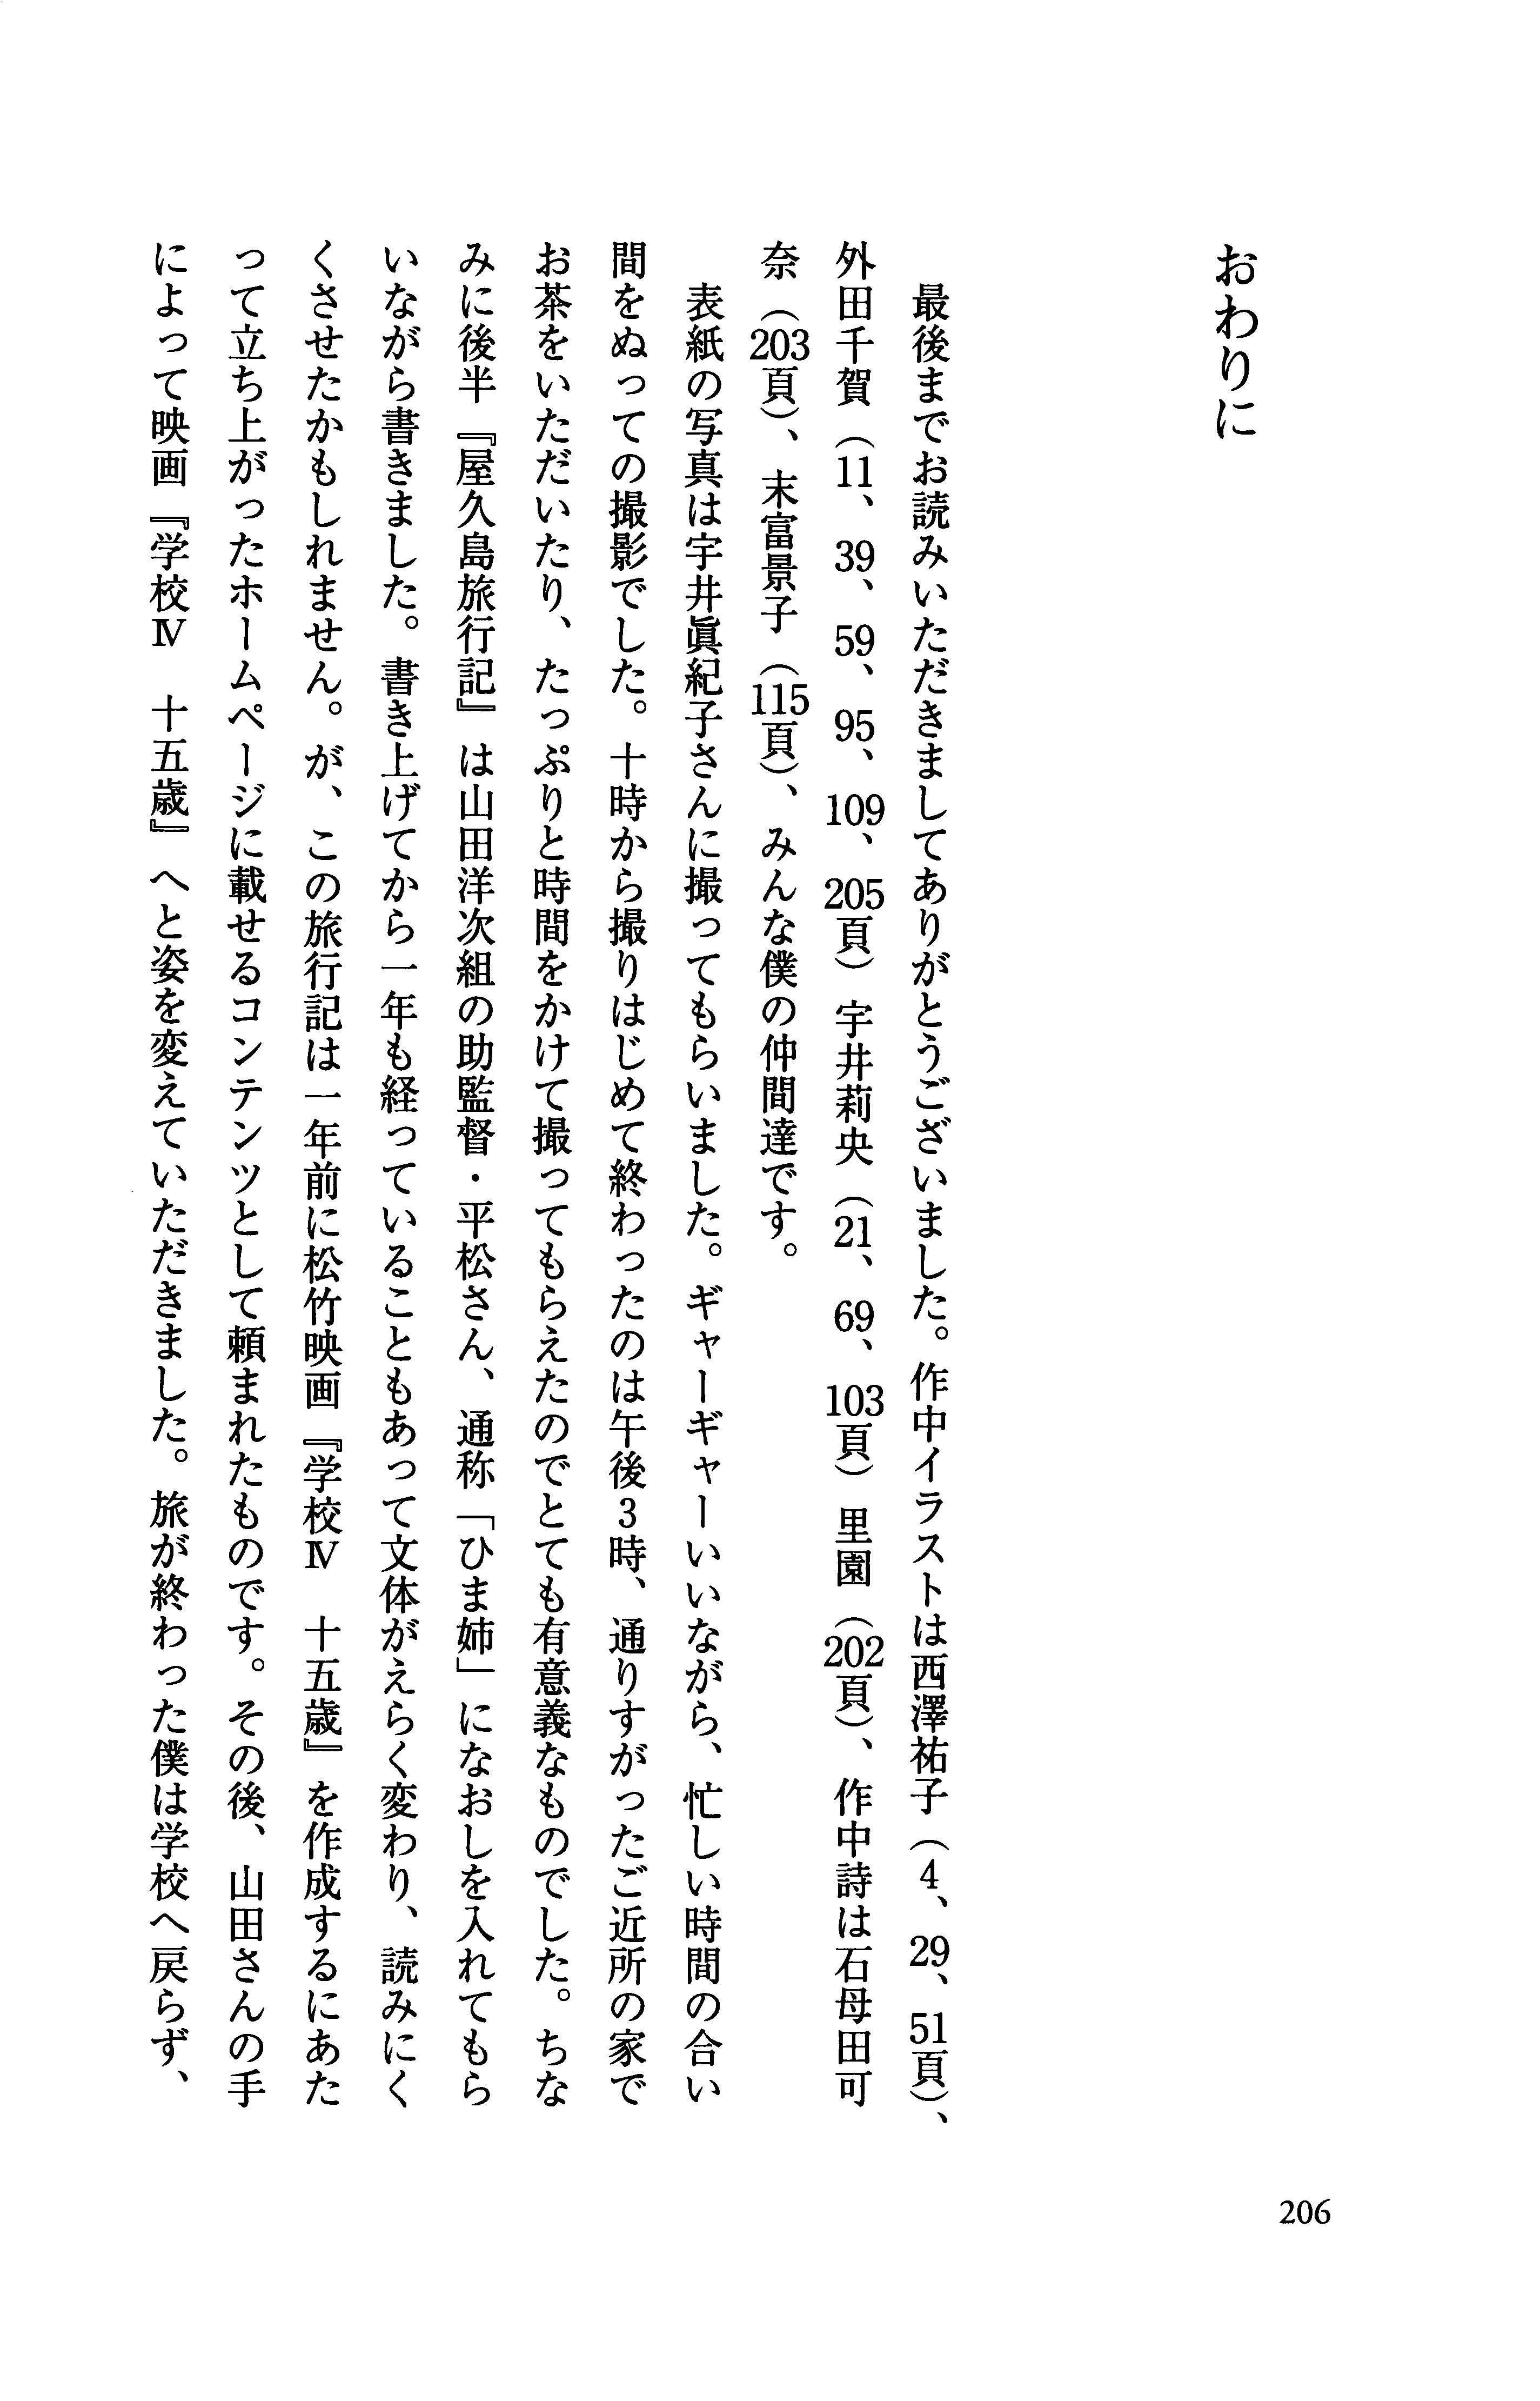 おわりに
　最後までお読みいただきましてありがとうございました。作中イラストは西澤祐子（4、29、51頁）、
外田千賀（11、39、59、95、109、205頁）宇井莉央（21、69、103頁）里園（202頁）、作中詩は石母田可
奈（203頁）、末富景子（115頁）、みんな僕の仲間達です。
　表紙の写真は宇井眞紀子さんに撮ってもらいました。ギャーギャーいいながら、忙しい時間の合い
間をぬっての撮影でした。十時から撮りはじめて終わったのは午後3時、通りすがったご近所の家で
お茶をいただいたり、たっぷりと時間をかけて撮ってもらえたのでとても有意義なものでした。ちな
みに後半『屋久島旅行記』は山田洋次組の助監督・平松さん、通称「ひま姉」になおしを入れてもら
いながら書きました。書き上げてから一年も経っていることもあって文体がえらく変わり、読みにく
くさせたかもしれません。が、この旅行記は一年前に松竹映画『学校Ⅳ　十五歳』を作成するにあた
って立ち上がったホームページに載せるコンテンツとして頼まれたものです。その後、山田さんの手
によって映画『学校Ⅳ　十五歳』へと姿を変えていただきました。旅が終わった僕は学校へ戻らず、
206